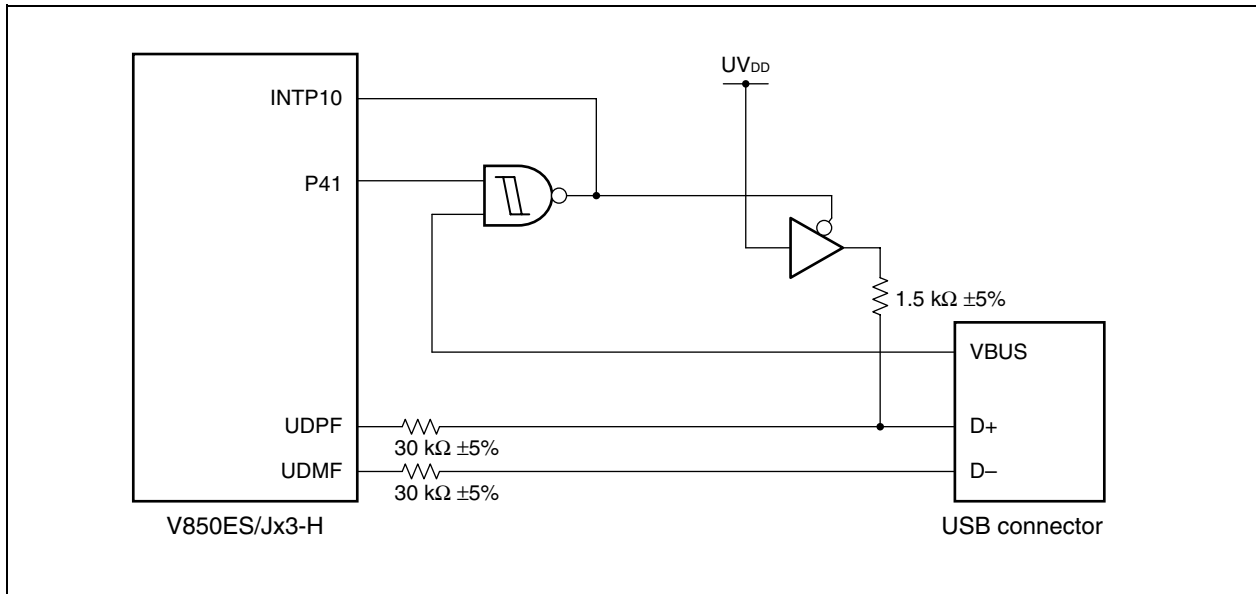 UVDD
INTP10
P41
1.5 kΩ ±5%
VBUS
UDPF
D+
30 kΩ ±5%
UDMF
D−
30 kΩ ±5%
V850ES/Jx3-H
USB connector